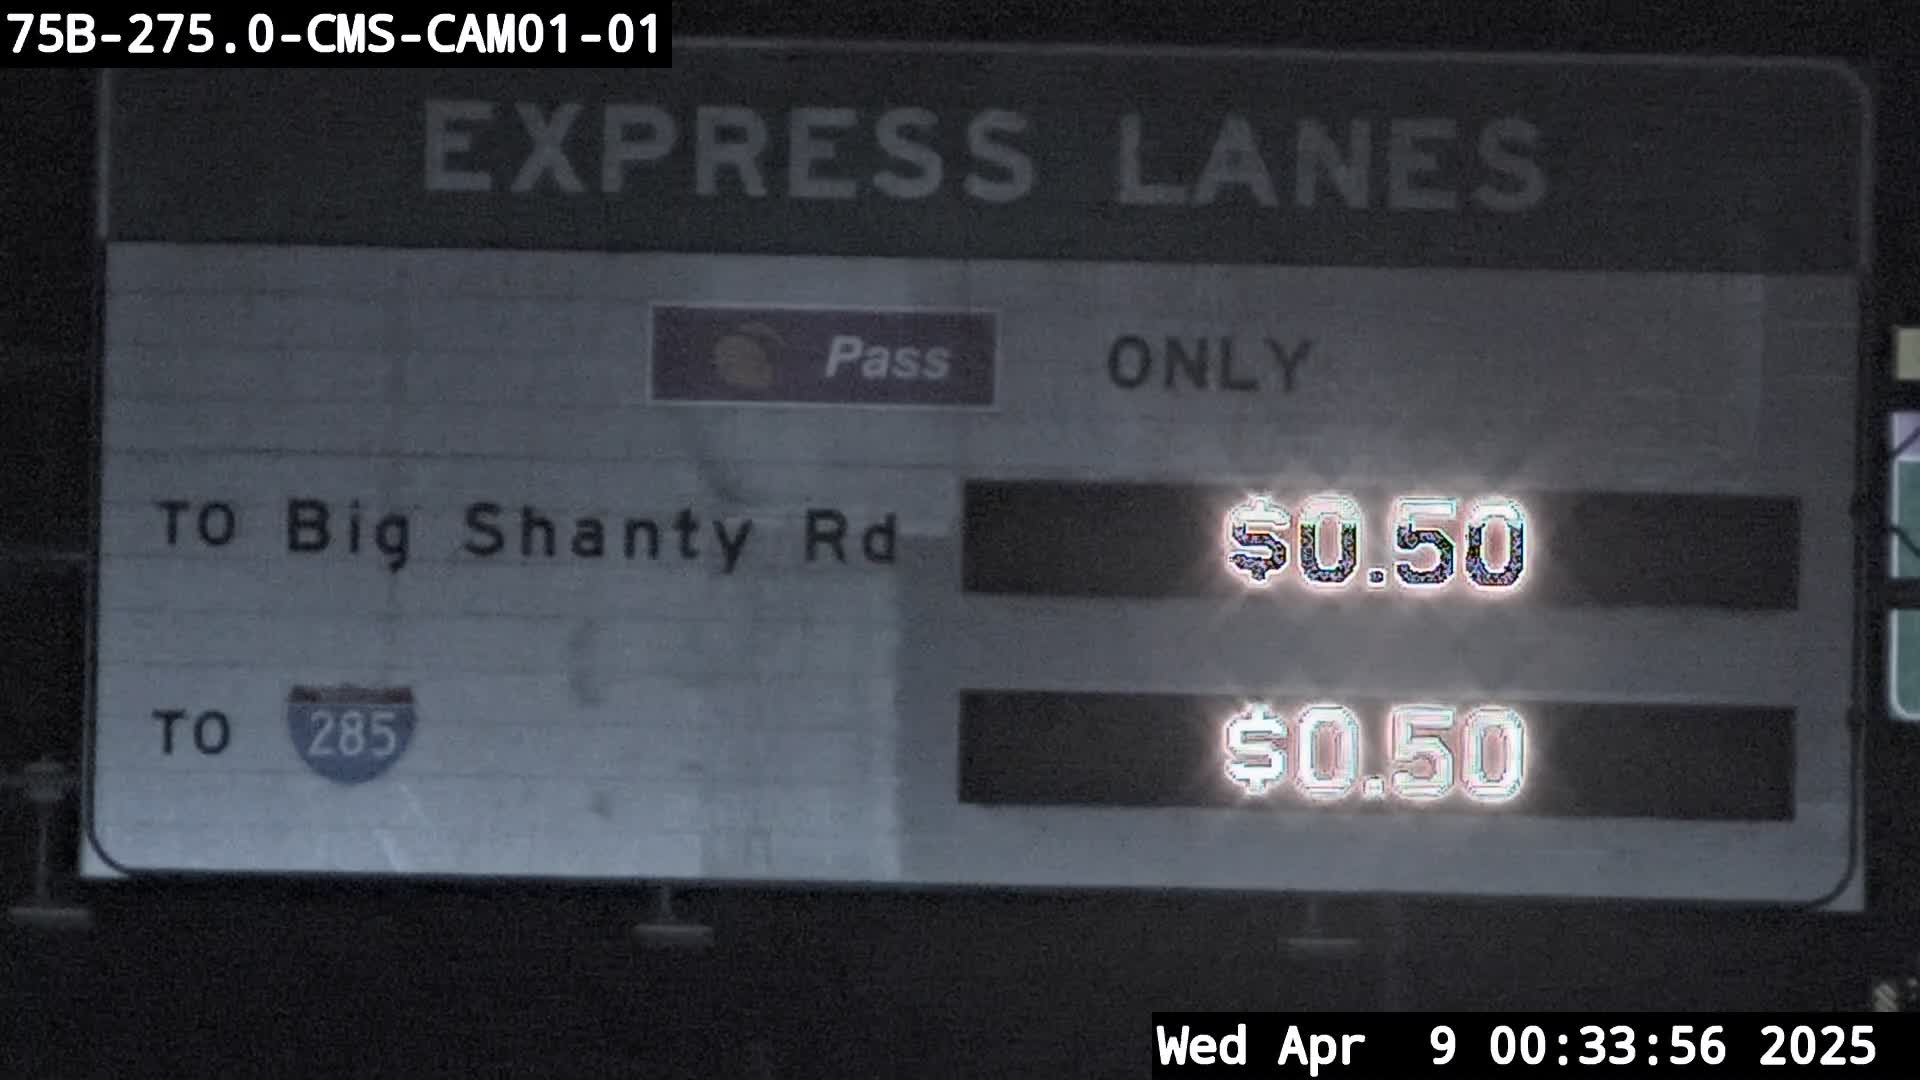 75B-275.0-CMS-CAM01-01
EXPRESS LANES
Pass ONLY
TO Big Shanty Rd $0.50
TO 285 $0.50
Wed Apr 9 00:33:56 2025